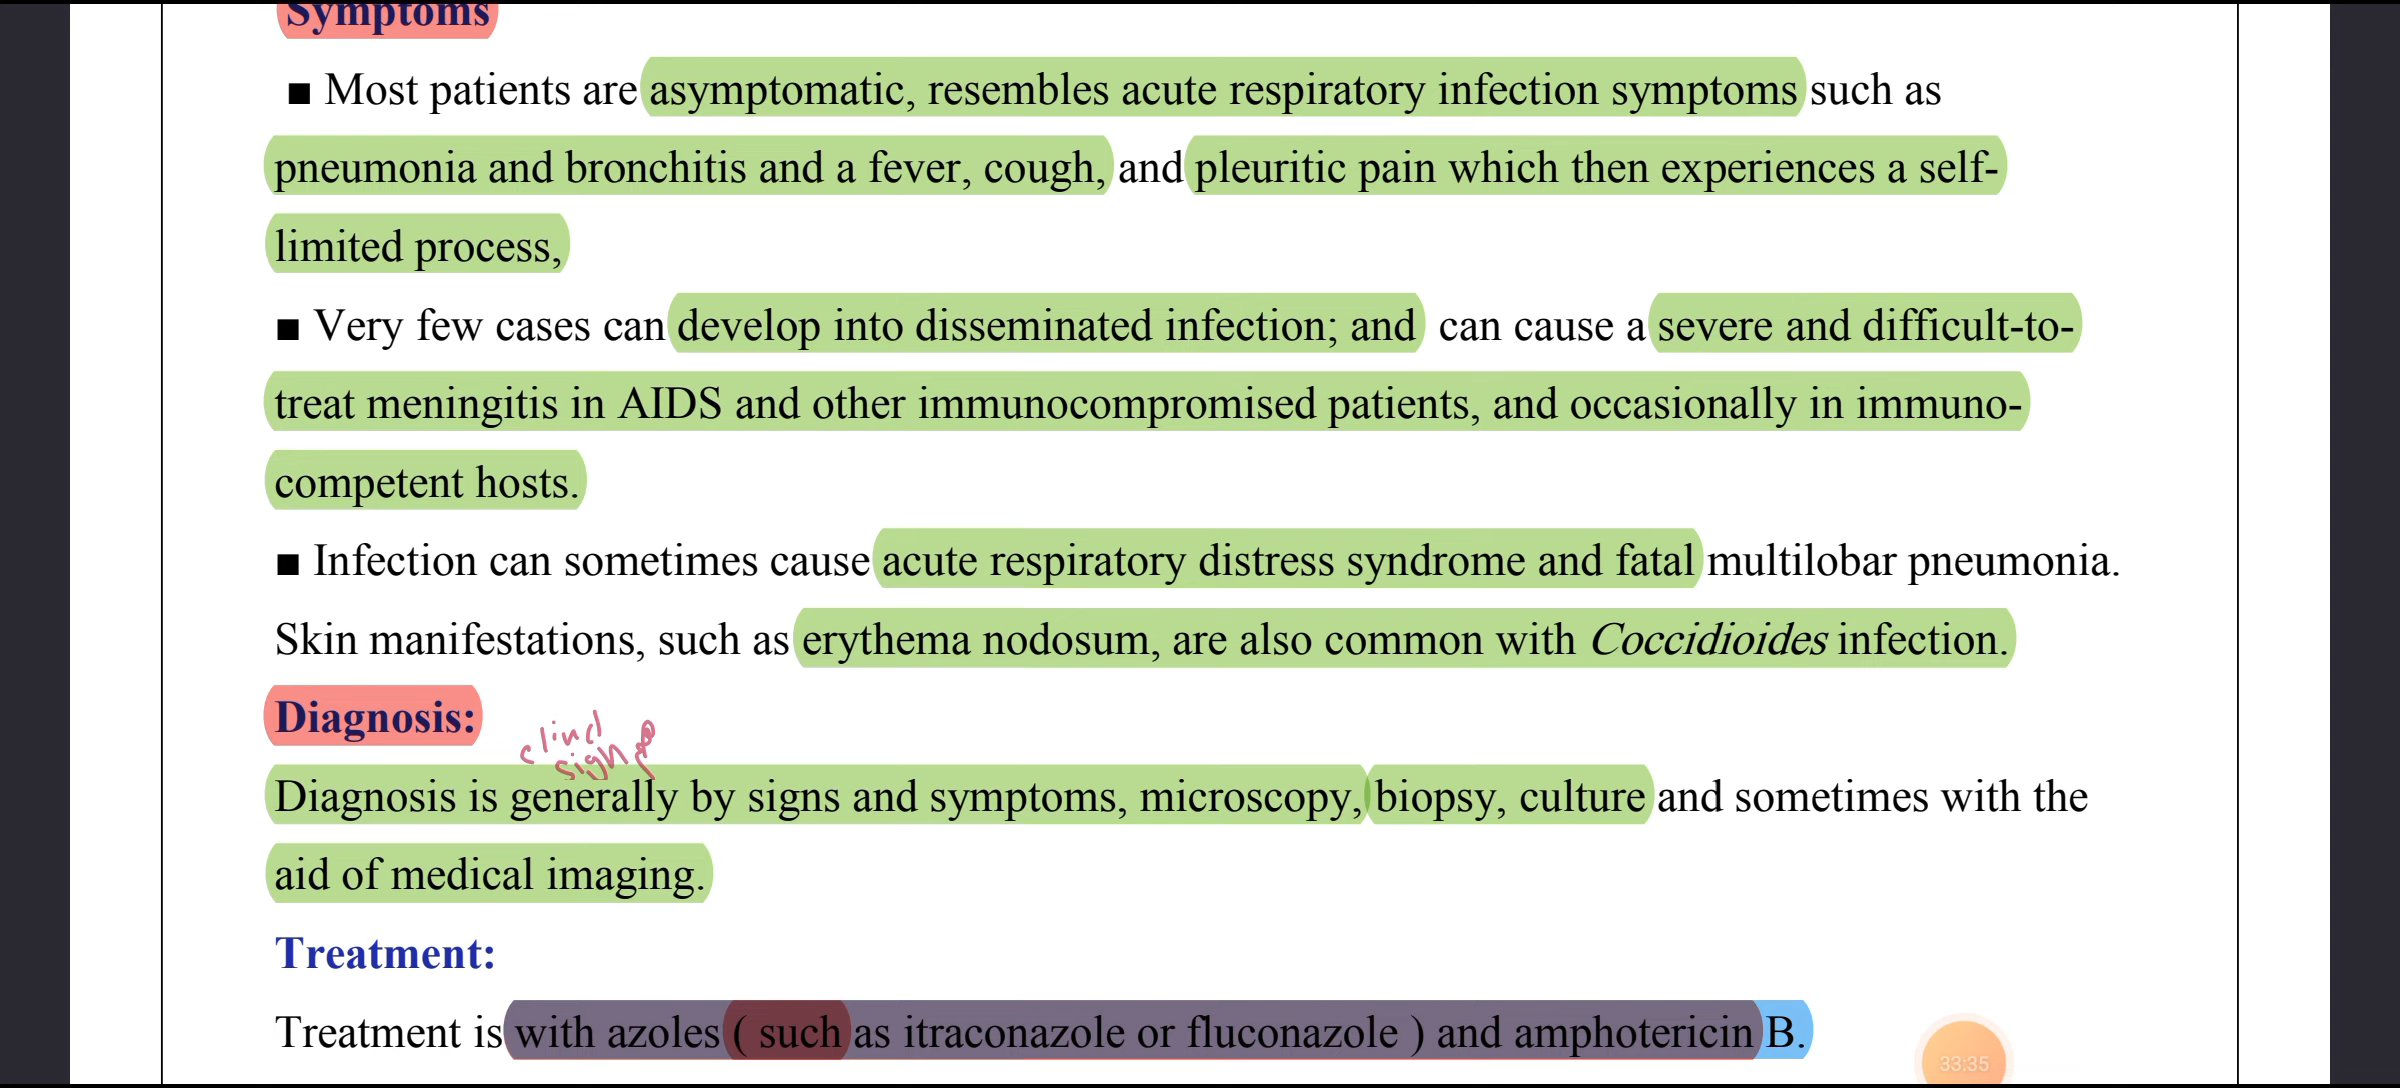 Symptoms
■ Most patients are asymptomatic, resembles acute respiratory infection symptoms such as
pneumonia and bronchitis and a fever, cough, and pleuritic pain which then experiences a self-
limited process,
■ Very few cases can develop into disseminated infection; and can cause a severe and difficult-to-
treat meningitis in AIDS and other immunocompromised patients, and occasionally in immuno-
competent hosts.
■ Infection can sometimes cause acute respiratory distress syndrome and fatal multilobar pneumonia.
Skin manifestations, such as erythema nodosum, are also common with Coccidioides infection.
Diagnosis:
sign
Diagnosis is generally by signs and symptoms, microscopy, biopsy, culture and sometimes with the
aid of medical imaging.
Treatment:
Treatment is with azoles ( such as itraconazole or fluconazole ) and amphotericin B.
33:35